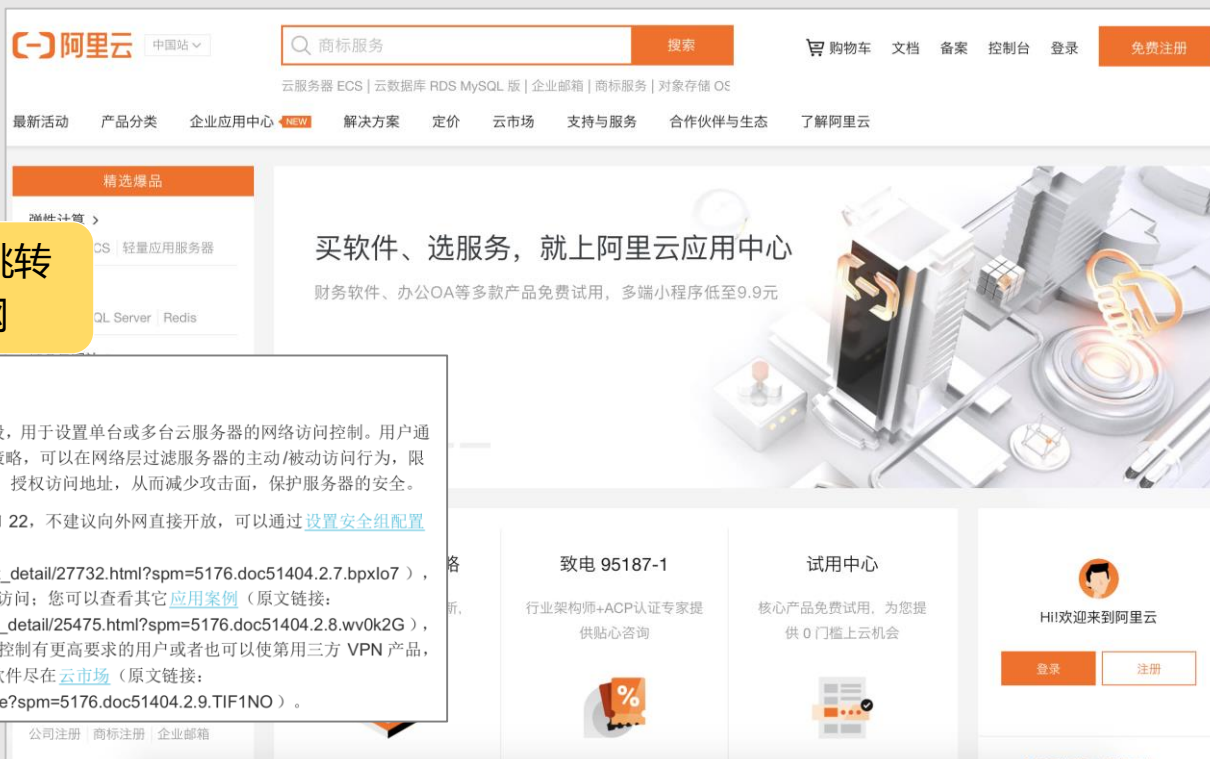 阿里云
中国站
商标服务
搜索
购物车 文档 备案 控制台 登录 免费注册
云服务器 ECS | 云数据库 RDS MySQL 版 | 企业邮箱 | 商标服务 | 对象存储 OS
最新活动 产品分类 企业应用中心 NEW 解决方案 定价 云市场 支持与服务 合作伙伴与生态 了解阿里云
精选爆品
弹性计算 >
CS | 轻量应用服务器
跳转
网
QL Server | Redis
买软件、选服务，就上阿里云应用中心
财务软件、办公OA等多款产品免费试用，多端小程序低至9.9元
，用于设置单台或多台云服务器的网络访问控制。用户通
策略，可以在网络层过滤服务器的主动/被动访问行为，限
授权访问地址，从而减少攻击面，保护服务器的安全。
22，不建议向外网直接开放，可以通过设置安全组配置
_detail/27732.html?spm=5176.doc51404.2.7.bpxlo7），
访问；您可以查看其它应用案例（原文链接：
_detail/25475.html?spm=5176.doc51404.2.8.wv0k2G），
控制有更高要求的用户或者也可以使第用三方 VPN 产品，
件尽在云市场（原文链接：
e?spm=5176.doc51404.2.9.TIF1NO）。
公司注册 | 商标注册 | 企业邮箱
致电 95187-1
行业架构师+ACP认证专家提
供贴心咨询
%
试用中心
核心产品免费试用，为您提
供 0 门槛上云机会
Hi!欢迎来到阿里云
登录 注册